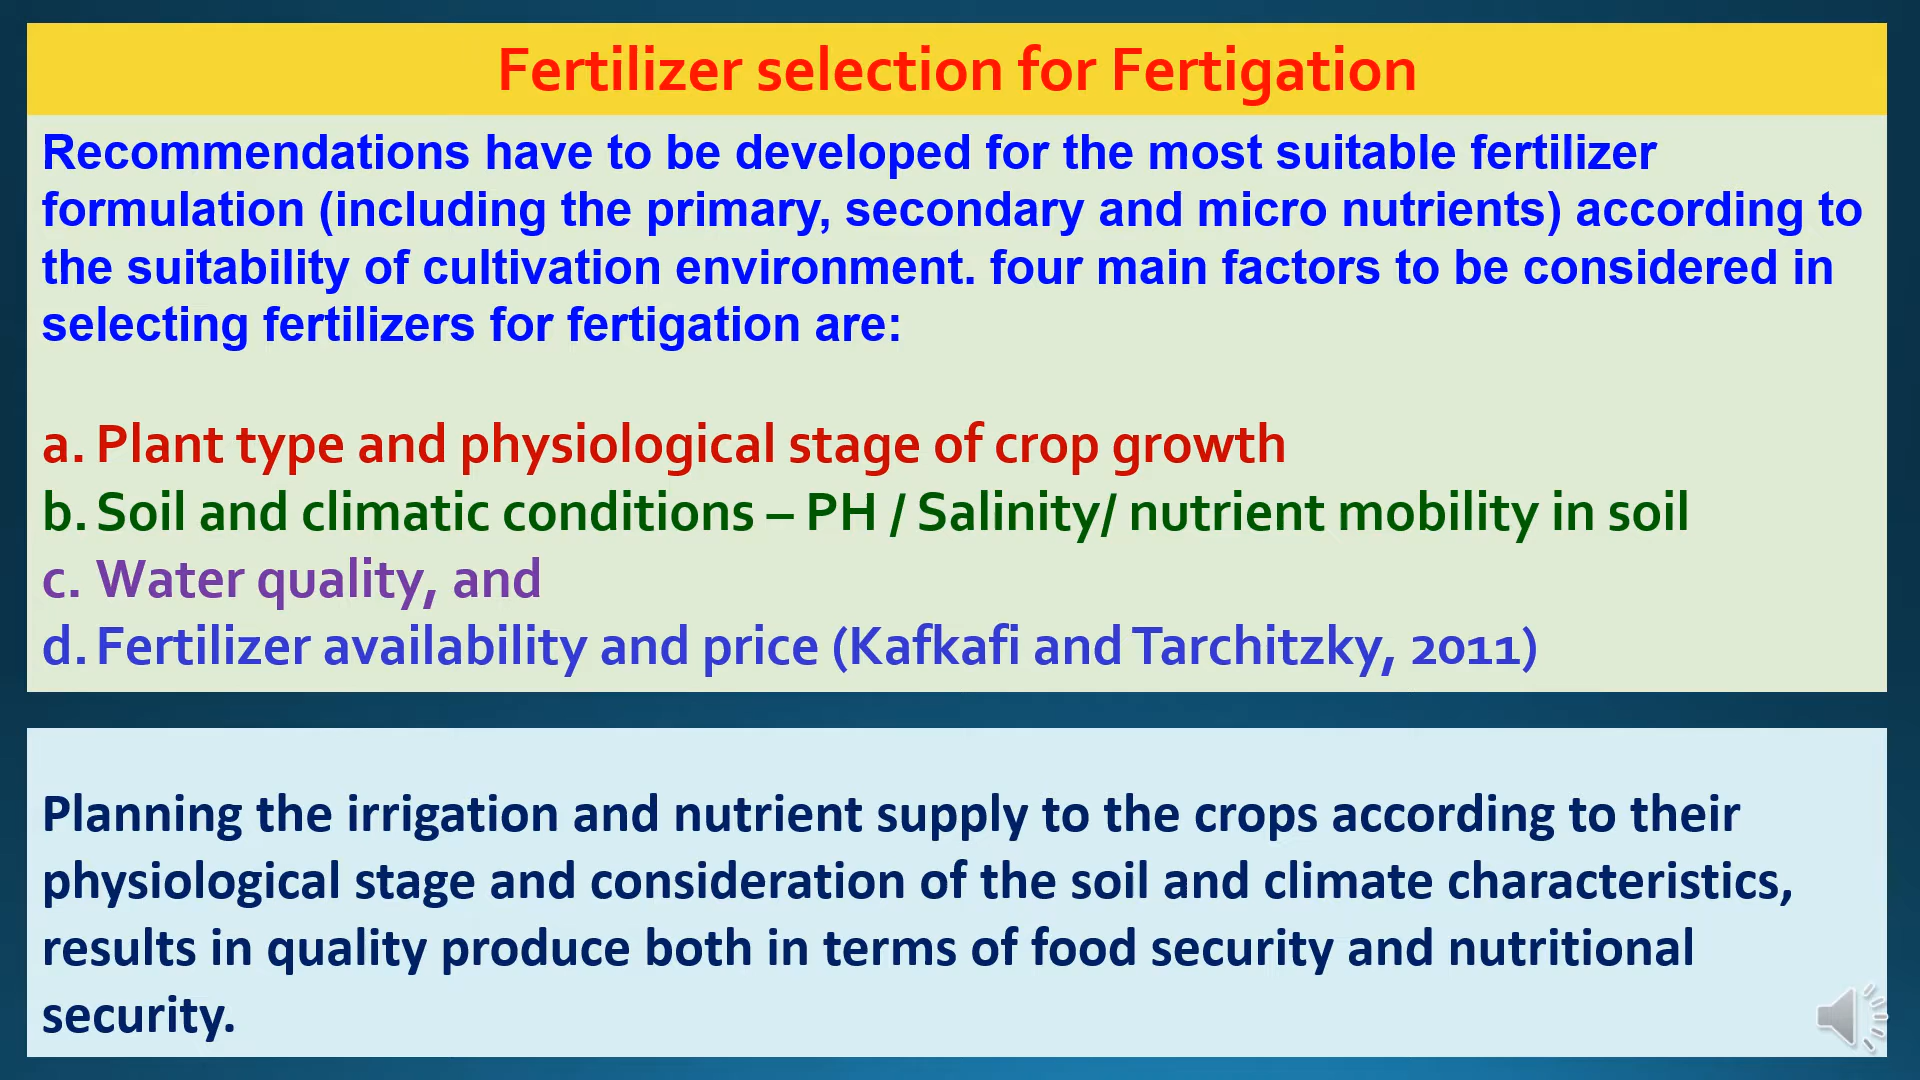 Fertilizer selection for Fertigation
Recommendations have to be developed for the most suitable fertilizer
formulation (including the primary, secondary and micro nutrients) according to
the suitability of cultivation environment. four main factors to be considered in
selecting fertilizers for fertigation are:
a. Plant type and physiological stage of crop growth
b. Soil and climatic conditions – PH / Salinity/ nutrient mobility in soil
c. Water quality, and
d. Fertilizer availability and price (Kafkafi and Tarchitzky, 2011)
Planning the irrigation and nutrient supply to the crops according to their
physiological stage and consideration of the soil and climate characteristics,
results in quality produce both in terms of food security and nutritional
security.